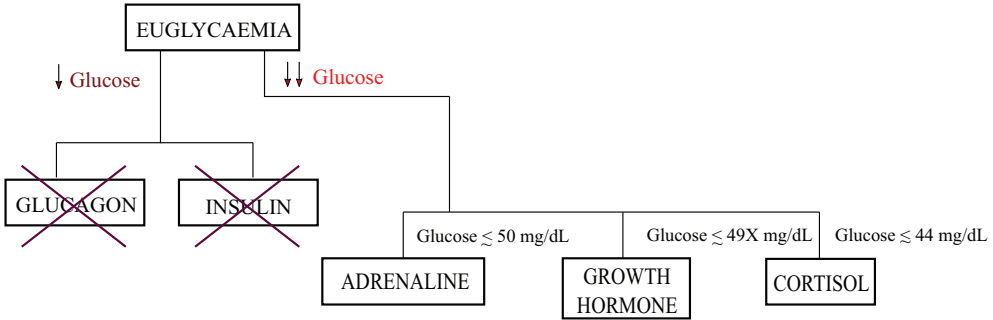 EUGLYCAEMIA
↓ Glucose
↓↓ Glucose
GLUCAGON
INSULIN
Glucose ≲ 50 mg/dL
Glucose ≲ 49X mg/dL
Glucose ≲ 44 mg/dL
ADRENALINE
GROWTH
HORMONE
CORTISOL